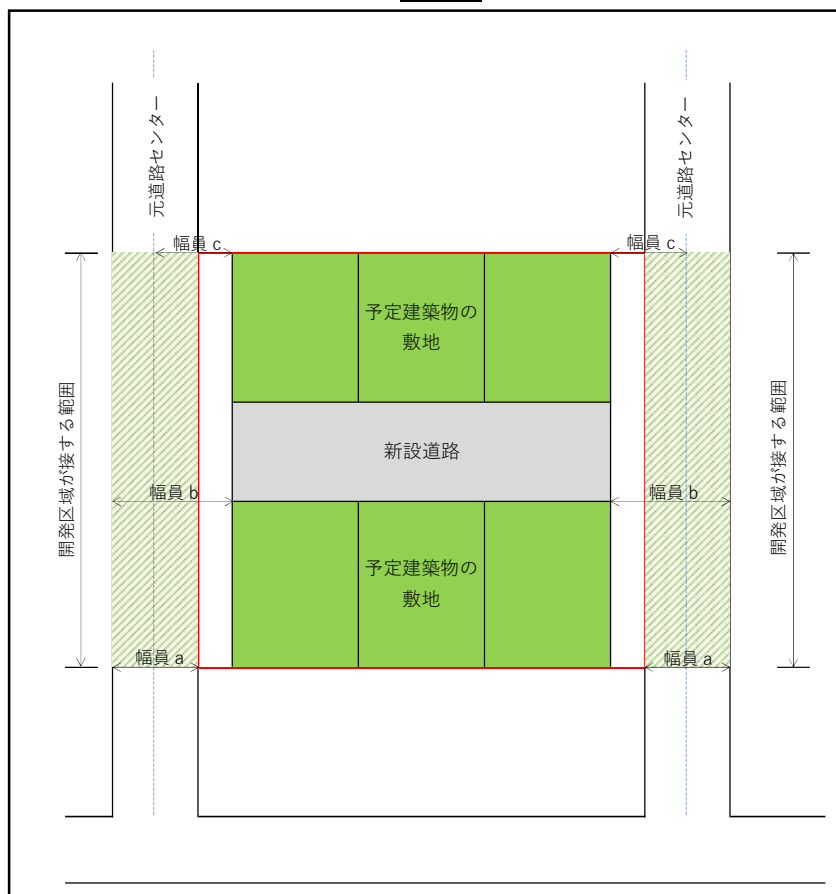 元道路センター
元道路センター
幅員 c
幅員 c
予定建築物の
敷地
開発区域が接する範囲
開発区域が接する範囲
新設道路
幅員 b
幅員 b
予定建築物の
敷地
幅員 a
幅員 a